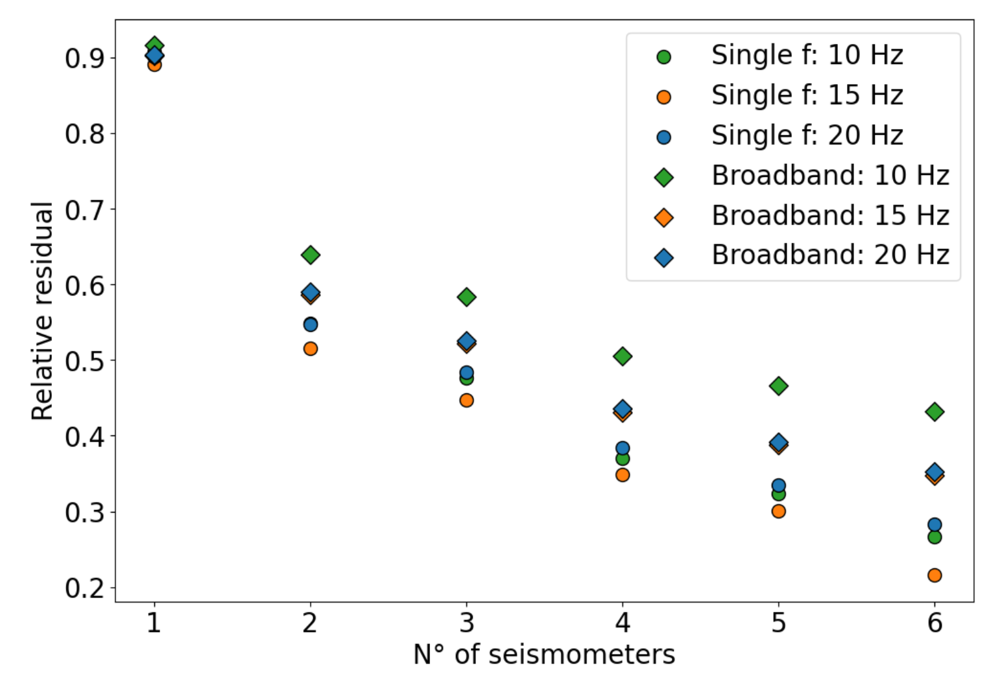 Single f: 10 Hz
Single f: 15 Hz
Single f: 20 Hz
Broadband: 10 Hz
Broadband: 15 Hz
Broadband: 20 Hz
Relative residual
0.9
0.8
0.7
0.6
0.5
0.4
0.3
0.2
1 2 3 4 5 6
N° of seismometers